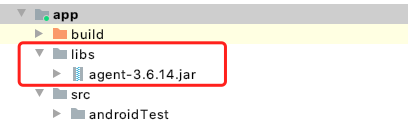 app
build
libs
agent-3.6.14.jar
src
androidTest